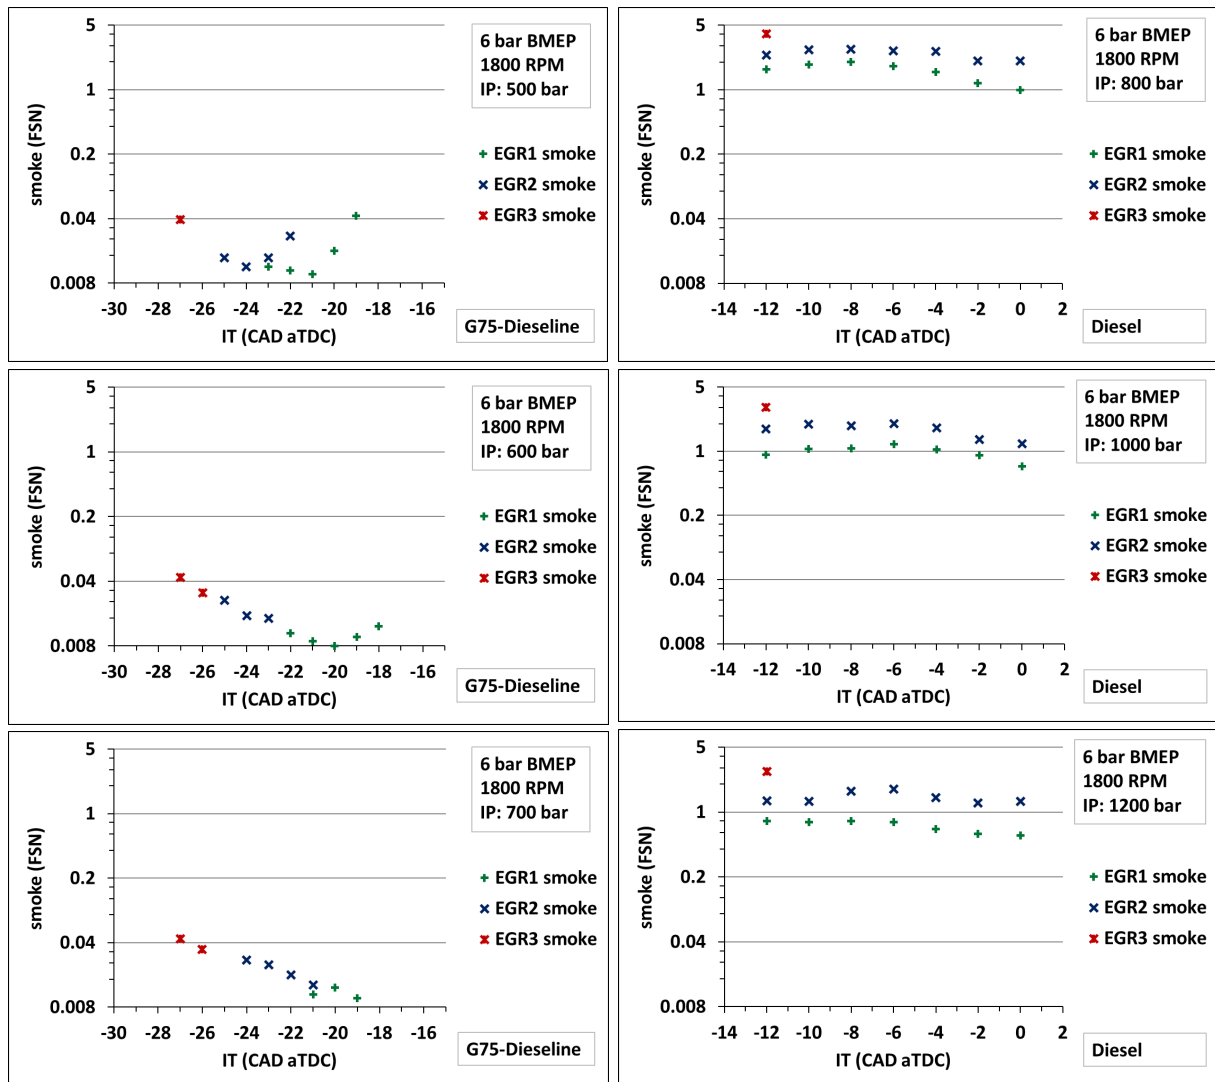 5
1
0.2
0.04
0.008
smoke (FSN)
-30 -28 -26 -24 -22 -20 -18 -16
IT (CAD aTDC)
6 bar BMEP
1800 RPM
IP: 500 bar
EGR1 smoke
EGR2 smoke
EGR3 smoke
G75-Dieseline
5
1
0.2
0.04
0.008
smoke (FSN)
-14 -12 -10 -8 -6 -4 -2 0 2
IT (CAD aTDC)
6 bar BMEP
1800 RPM
IP: 800 bar
EGR1 smoke
EGR2 smoke
EGR3 smoke
Diesel
5
1
0.2
0.04
0.008
smoke (FSN)
-30 -28 -26 -24 -22 -20 -18 -16
IT (CAD aTDC)
6 bar BMEP
1800 RPM
IP: 600 bar
EGR1 smoke
EGR2 smoke
EGR3 smoke
G75-Dieseline
5
1
0.2
0.04
0.008
smoke (FSN)
-14 -12 -10 -8 -6 -4 -2 0 2
IT (CAD aTDC)
6 bar BMEP
1800 RPM
IP: 1000 bar
EGR1 smoke
EGR2 smoke
EGR3 smoke
Diesel
5
1
0.2
0.04
0.008
smoke (FSN)
-30 -28 -26 -24 -22 -20 -18 -16
IT (CAD aTDC)
6 bar BMEP
1800 RPM
IP: 700 bar
EGR1 smoke
EGR2 smoke
EGR3 smoke
G75-Dieseline
5
1
0.2
0.04
0.008
smoke (FSN)
-14 -12 -10 -8 -6 -4 -2 0 2
IT (CAD aTDC)
6 bar BMEP
1800 RPM
IP: 1200 bar
EGR1 smoke
EGR2 smoke
EGR3 smoke
Diesel